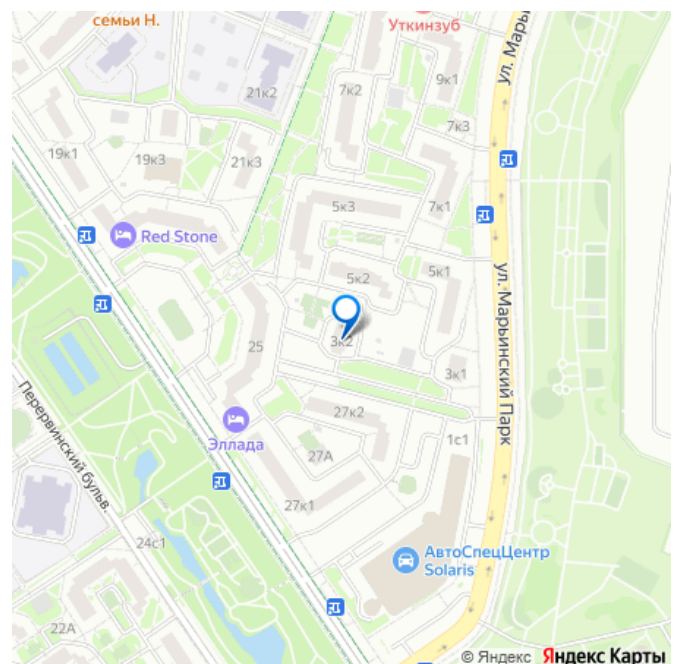 семьи Н.
Уткинзуб
ул. Марь
9к1
7к2
21к2
7к3
19к1
19к3
21к3
5к3
7к1
Red Stone
5к2
5к1
ул. Марьинский Парк
25
3к2
3к1
27к2
1с1
Эллада
27А
Перервинский бульв.
27к1
24с1
АвтоСпецЦентр
Solaris
22А
© Яндекс Яндекс Карты